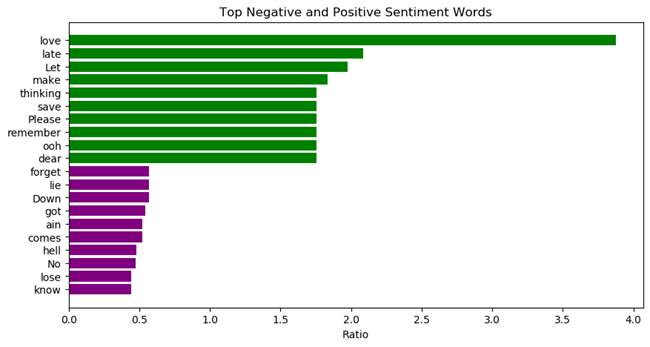 Top Negative and Positive Sentiment Words
love
late
Let
make
thinking
save
Please
remember
ooh
dear
forget
lie
Down
got
ain
comes
hell
No
lose
know
0.0 0.5 1.0 1.5 2.0 2.5 3.0 3.5 4.0
Ratio